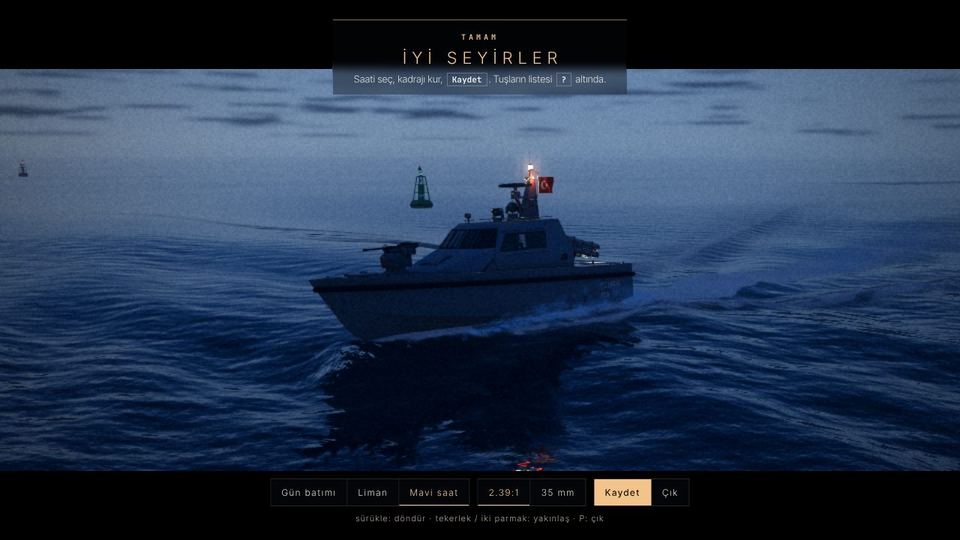 TAMAM
İYİ SEYİRLER
Saati seç, kadrajı kur, Kaydet. Tuşların listesi ? altında.
Gün batımı Liman Mavi saat 2.39:1 35 mm Kaydet Çık
sürükle: döndür · tekerlek / iki parmak: yakınlaş · P: çık